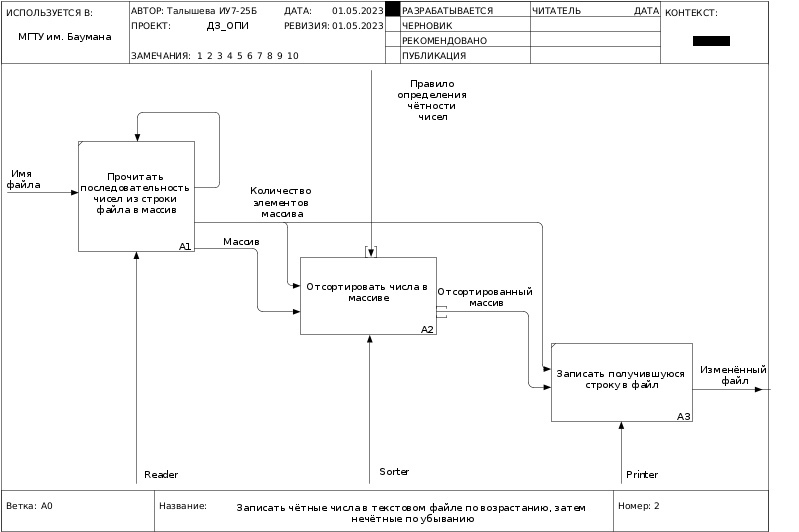 ИСПОЛЬЗУЕТСЯ В:
МГТУ им. Баумана
АВТОР: Талышева ИУ7-25Б
ДАТА: 01.05.2023
ПРОЕКТ: ДЗ_ОПИ
РЕВИЗИЯ: 01.05.2023
ЗАМЕЧАНИЯ: 1 2 3 4 5 6 7 8 9 10
РАЗРАБАТЫВАЕТСЯ
ЧЕРНОВИК
РЕКОМЕНДОВАНО
ПУБЛИКАЦИЯ
ЧИТАТЕЛЬ
ДАТА
КОНТЕКСТ:
Правило
определения
чётности
чисел
Имя
файла
Прочитать
последовательность
чисел из строки
файла в массив
A1
Количество
элементов
массива
Массив
Отсортировать числа в
массиве
A2
Отсортированный
массив
Записать получившуюся
строку в файл
A3
Изменённый
файл
Reader
Sorter
Printer
Ветка: A0
Название:
Записать чётные числа в текстовом файле по возрастанию, затем
нечётные по убыванию
Номер: 2